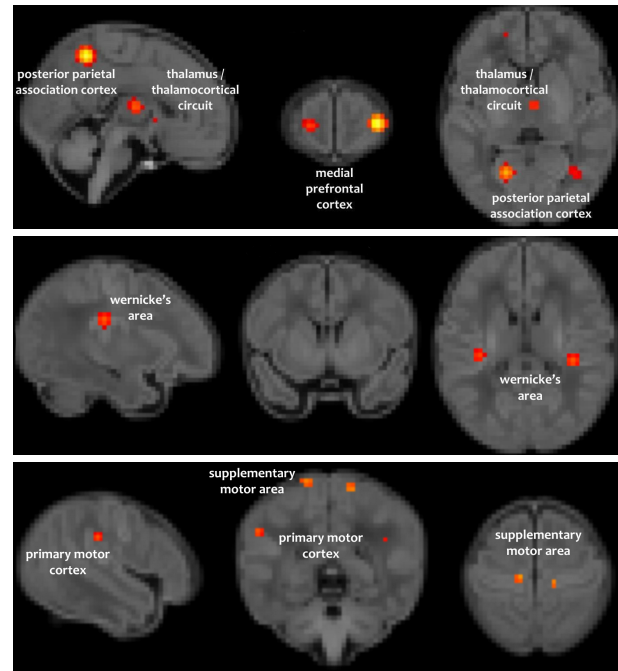 posterior parietal
association cortex
thalamus /
thalamocortical
circuit
medial
prefrontal
cortex
thalamus /
thalamocortical
circuit
posterior parietal
association cortex
wernicke's
area
wernicke's
area
supplementary
motor area
primary motor
cortex
primary motor
cortex
supplementary
motor area